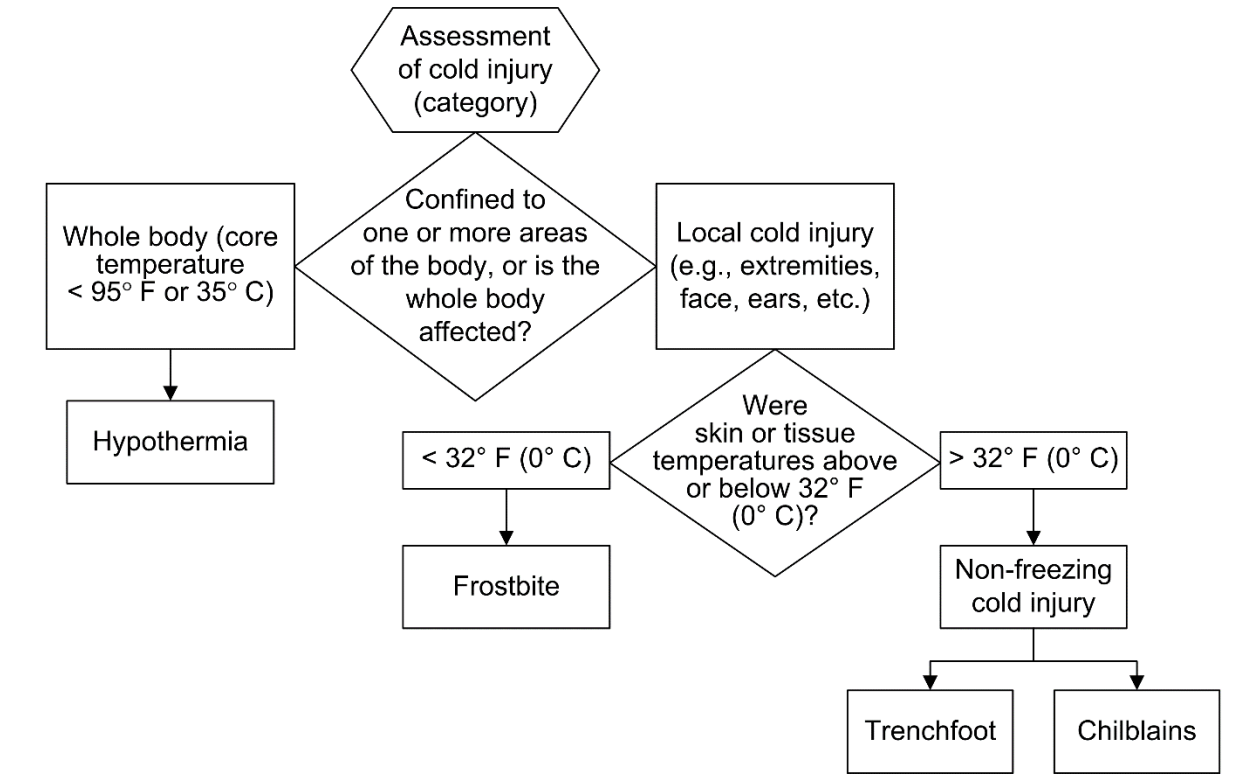 Assessment
of cold injury
(category)
Confined to
one or more areas
of the body, or is the
whole body
affected?
Whole body (core
temperature
< 95° F or 35° C)
Local cold injury
(e.g., extremities,
face, ears, etc.)
Hypothermia
Were
skin or tissue
temperatures above
or below 32° F
(0° C)?
< 32° F (0° C)
> 32° F (0° C)
Frostbite
Non-freezing
cold injury
Trenchfoot
Chilblains